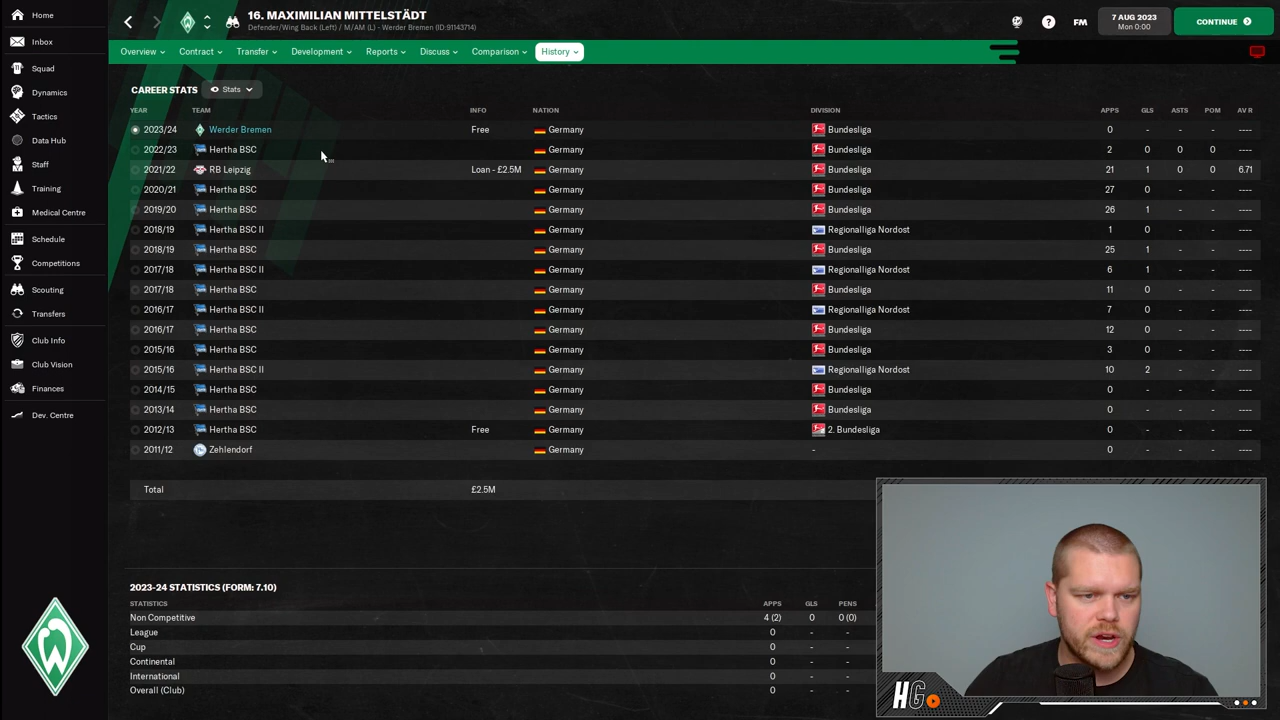 Home
Inbox
Squad
Dynamics
Tactics
Data Hub
Staff
Training
Medical Centre
Schedule
Competitions
Scouting
Transfers
Club Info
Club Vision
Finances
Dev. Centre
16. MAXIMILIAN MITTELSTÄDT
Defender/Wing Back (Left) / M/AM (L) - Werder Bremen (ID:91143714)
? FM
7 AUG 2023
Mon 0:00
CONTINUE
Overview Contract Transfer Development Reports Discuss Comparison History
CAREER STATS Stats
YEAR TEAM INFO NATION DIVISION APPS GLS ASTS POM AV R
2023/24 Werder Bremen Free Germany Bundesliga 0 - - - ----
2022/23 Hertha BSC Germany Bundesliga 2 0 0 0 ----
2021/22 RB Leipzig Loan - £2.5M Germany Bundesliga 21 1 0 0 6.71
2020/21 Hertha BSC Germany Bundesliga 27 0 - - ----
2019/20 Hertha BSC Germany Bundesliga 26 1 - - ----
2018/19 Hertha BSC II Germany Regionalliga Nordost 1 0 - - ----
2018/19 Hertha BSC Germany Bundesliga 25 1 - - ----
2017/18 Hertha BSC II Germany Regionalliga Nordost 6 1 - - ----
2017/18 Hertha BSC Germany Bundesliga 11 0 - - ----
2016/17 Hertha BSC II Germany Regionalliga Nordost 7 0 - - ----
2016/17 Hertha BSC Germany Bundesliga 12 0 - - ----
2015/16 Hertha BSC Germany Bundesliga 3 0 - - ----
2015/16 Hertha BSC II Germany Regionalliga Nordost 10 2 - - ----
2014/15 Hertha BSC Germany Bundesliga 0 - - - ----
2013/14 Hertha BSC Germany Bundesliga 0 - - - ----
2012/13 Hertha BSC Free Germany 2. Bundesliga 0 - - - ----
2011/12 Zehlendorf Germany - 0 - - - ----
Total £2.5M
2023-24 STATISTICS (FORM: 7.10)
STATISTICS APPS GLS PENS
Non Competitive 4 (2) 0 0 (0)
League 0 - -
Cup 0 - -
Continental 0 - -
International 0 - -
Overall (Club) 0 - -
HG